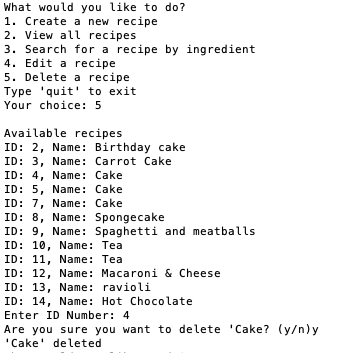 What would you like to do?
1. Create a new recipe
2. View all recipes
3. Search for a recipe by ingredient
4. Edit a recipe
5. Delete a recipe
Type 'quit' to exit
Your choice: 5

Available recipes
ID: 2, Name: Birthday cake
ID: 3, Name: Carrot Cake
ID: 4, Name: Cake
ID: 5, Name: Cake
ID: 7, Name: Cake
ID: 8, Name: Spongecake
ID: 9, Name: Spaghetti and meatballs
ID: 10, Name: Tea
ID: 11, Name: Tea
ID: 12, Name: Macaroni & Cheese
ID: 13, Name: ravioli
ID: 14, Name: Hot Chocolate
Enter ID Number: 4
Are you sure you want to delete 'Cake? (y/n)y
'Cake' deleted